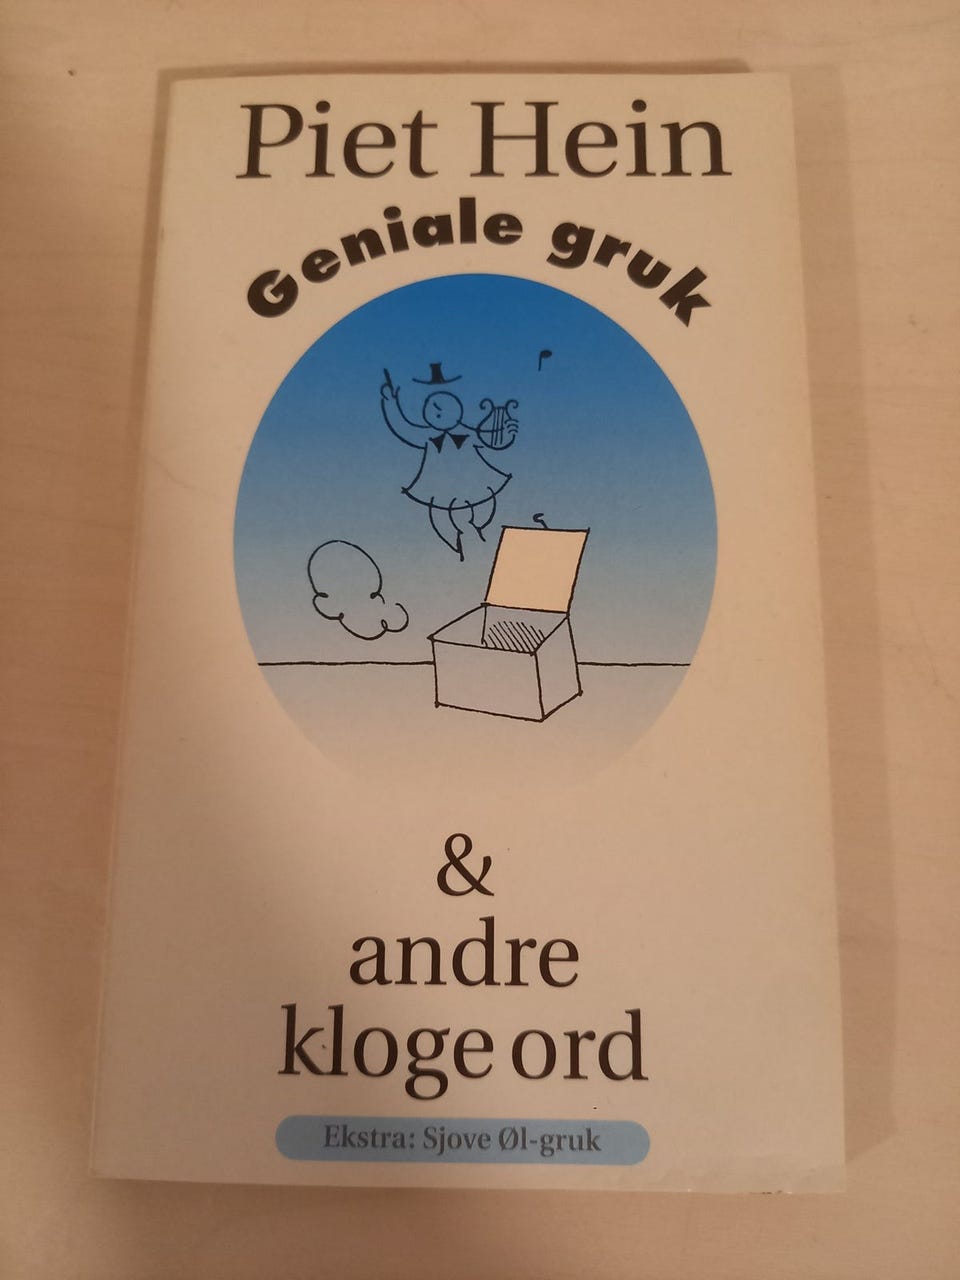 Piet Hein
Geniale gruk
&
andre
kloge ord
Ekstra: Sjove Øl-gruk